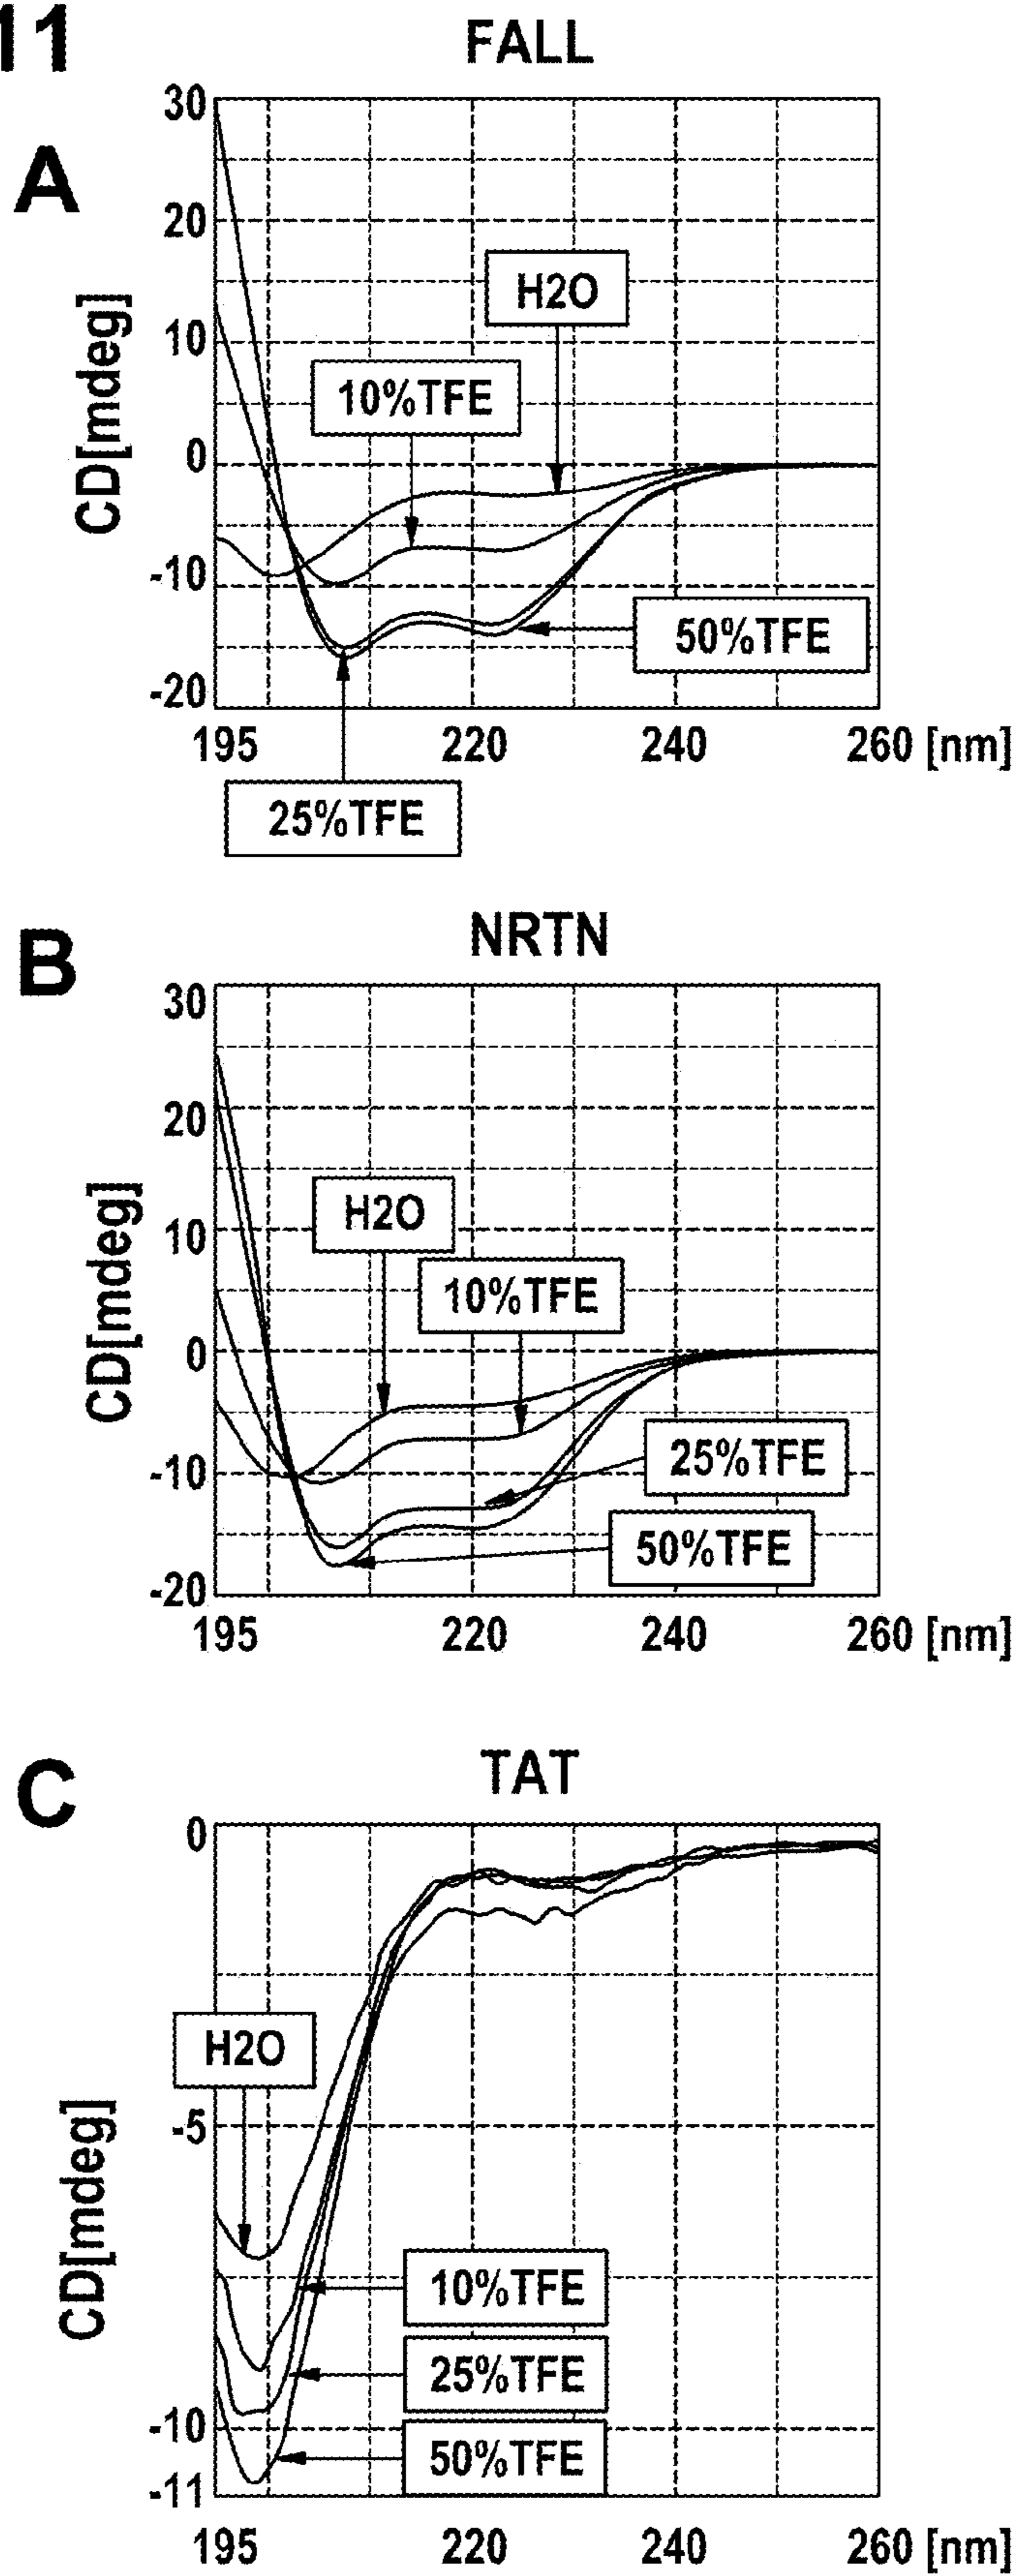 11
FALL
A
30
20
10
0
-10
-20
CD[mdeg]
H2O
10%TFE
50%TFE
195 220 240 260 [nm]
25%TFE
B
NRTN
30
20
10
0
-10
-20
CD[mdeg]
H2O
10%TFE
25%TFE
50%TFE
195 220 240 260 [nm]
C
TAT
0
-5
-10
-11
CD[mdeg]
H2O
10%TFE
25%TFE
50%TFE
195 220 240 260 [nm]